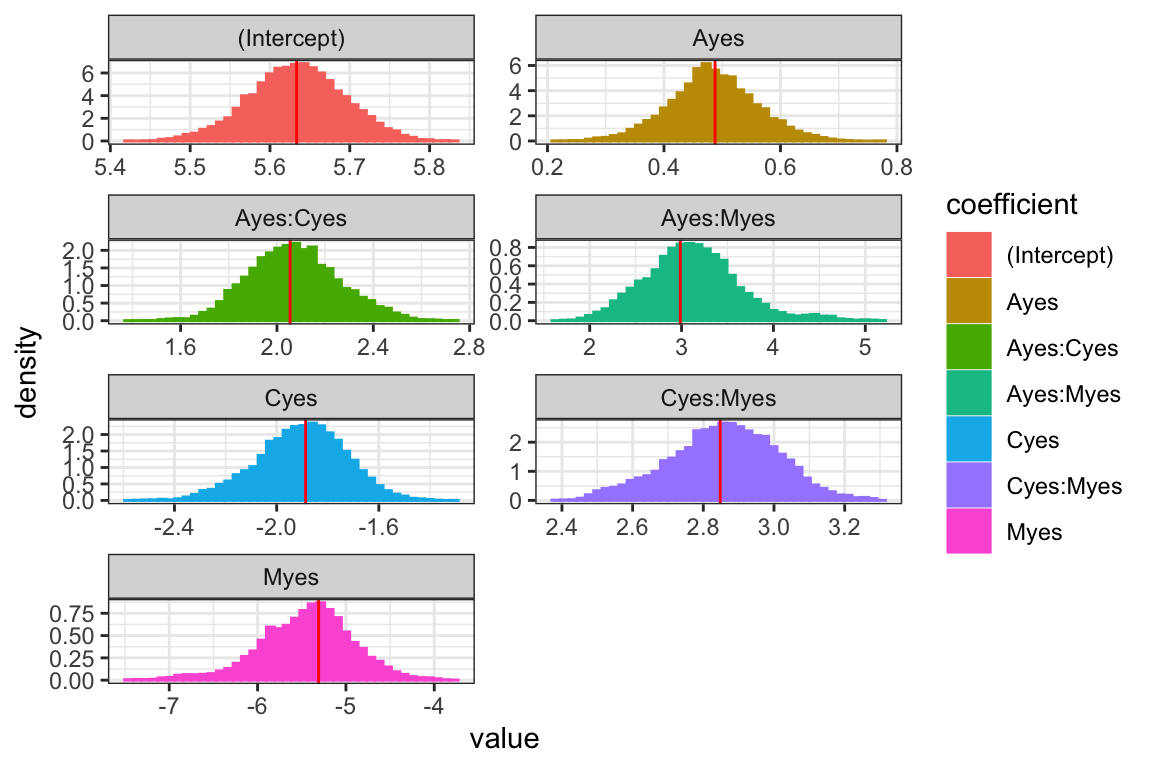 (Intercept)
6
4
2
0
5.4 5.5 5.6 5.7 5.8
Ayes
6
4
2
0
0.2 0.4 0.6 0.8
Ayes:Cyes
2.0
1.5
1.0
0.5
0.0
1.6 2.0 2.4 2.8
Ayes:Myes
0.8
0.6
0.4
0.2
0.0
2 3 4 5
Cyes
2.0
1.5
1.0
0.5
0.0
-2.4 -2.0 -1.6
Cyes:Myes
2
1
0
2.4 2.6 2.8 3.0 3.2
Myes
0.75
0.50
0.25
0.00
-7 -6 -5 -4
density
value
coefficient
(Intercept)
Ayes
Ayes:Cyes
Ayes:Myes
Cyes
Cyes:Myes
Myes